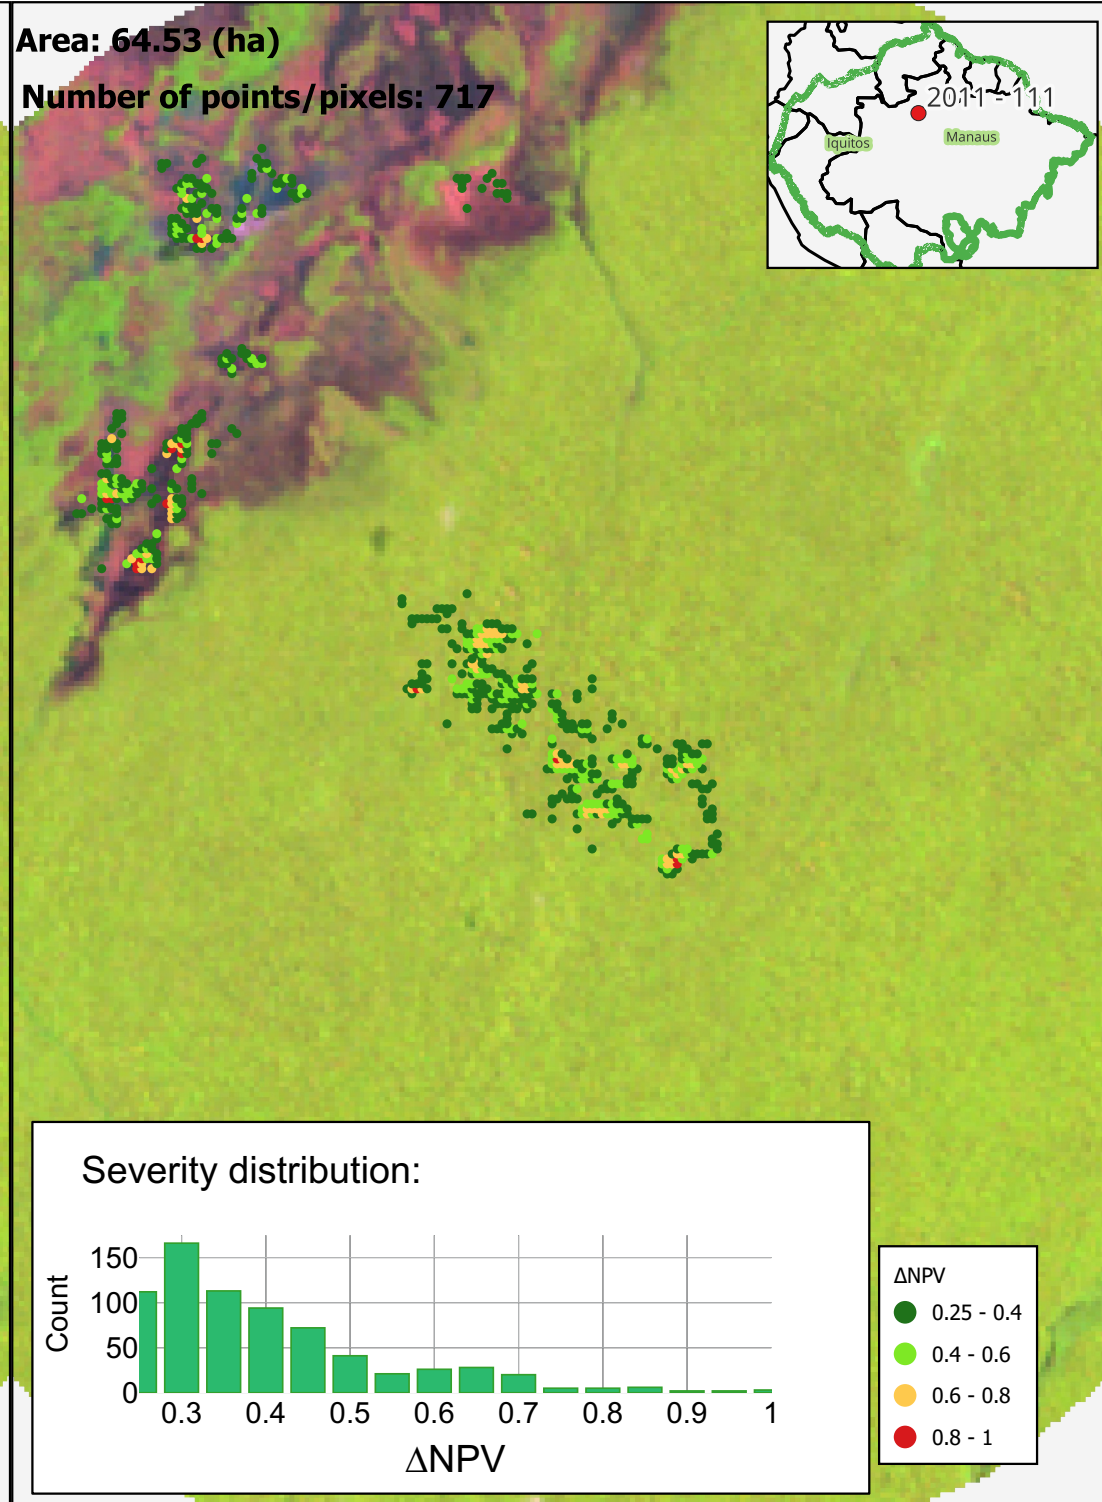 Area: 64.53 (ha)
Number of points/pixels: 717
2011 - 111
Iquitos
Manaus
Severity distribution:
Count
150
100
50
0
0.3 0.4 0.5 0.6 0.7 0.8 0.9 1
ΔNPV
ΔNPV
0.25 - 0.4
0.4 - 0.6
0.6 - 0.8
0.8 - 1